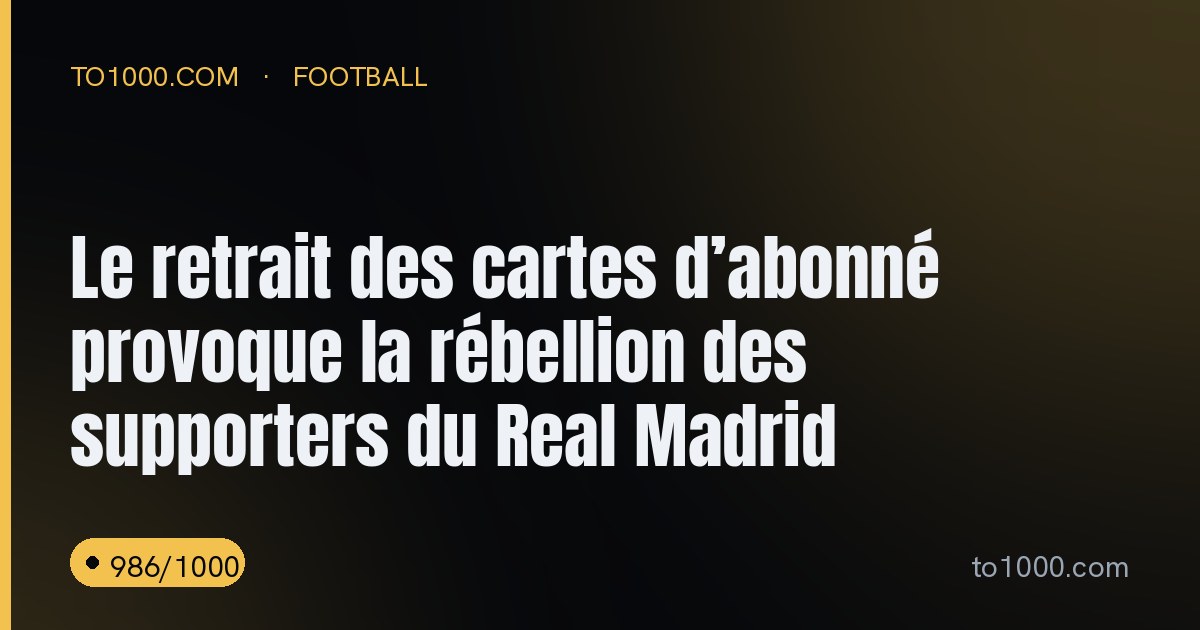 TO1000.COM · FOOTBALL
Le retrait des cartes d’abonné
provoque la rébellion des
supporters du Real Madrid
986/1000
to1000.com